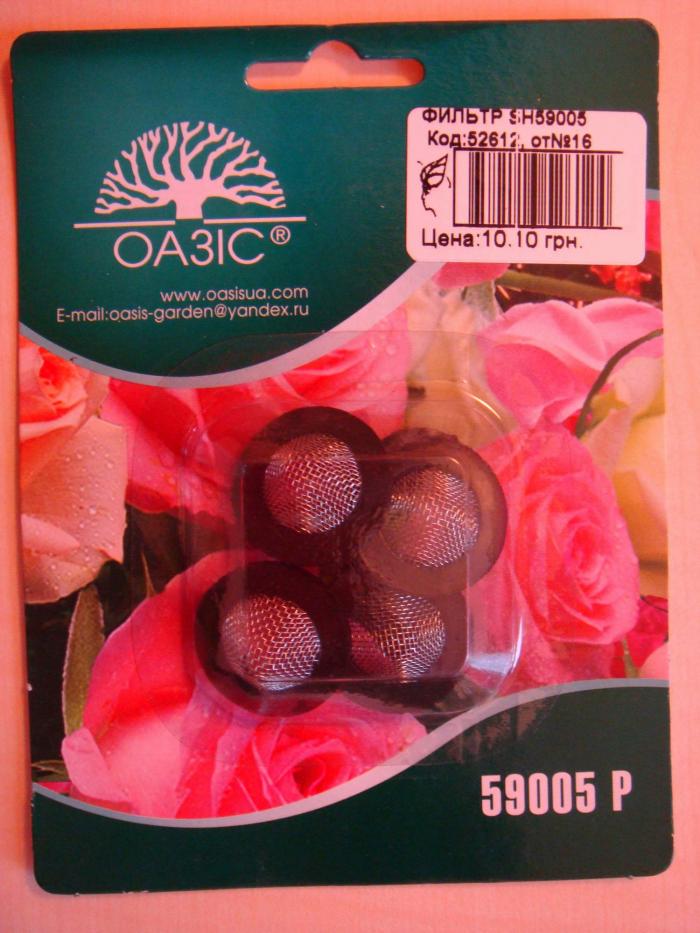 ФИЛЬТР SH59005
Код:52612, от№16
Цена:10.10 грн.
ОАЗІС®
www.oasisua.com
E-mail:oasis-garden@yandex.ru
59005 P